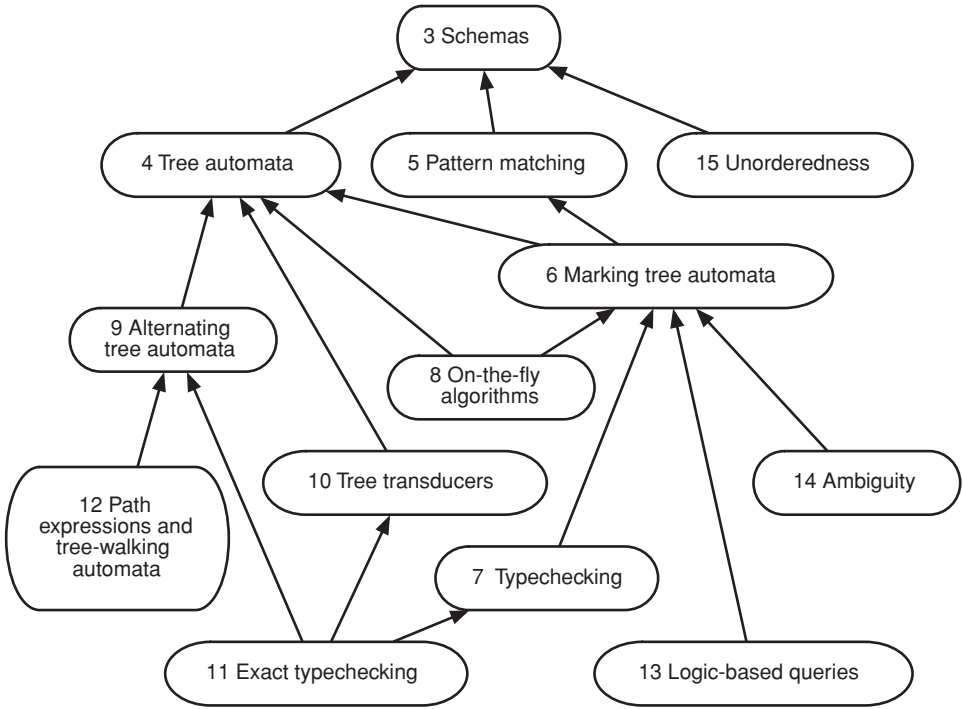 3 Schemas
4 Tree automata
5 Pattern matching
15 Unorderedness
6 Marking tree automata
9 Alternating
tree automata
8 On-the-fly
algorithms
10 Tree transducers
14 Ambiguity
12 Path
expressions and
tree-walking
automata
7 Typechecking
11 Exact typechecking
13 Logic-based queries